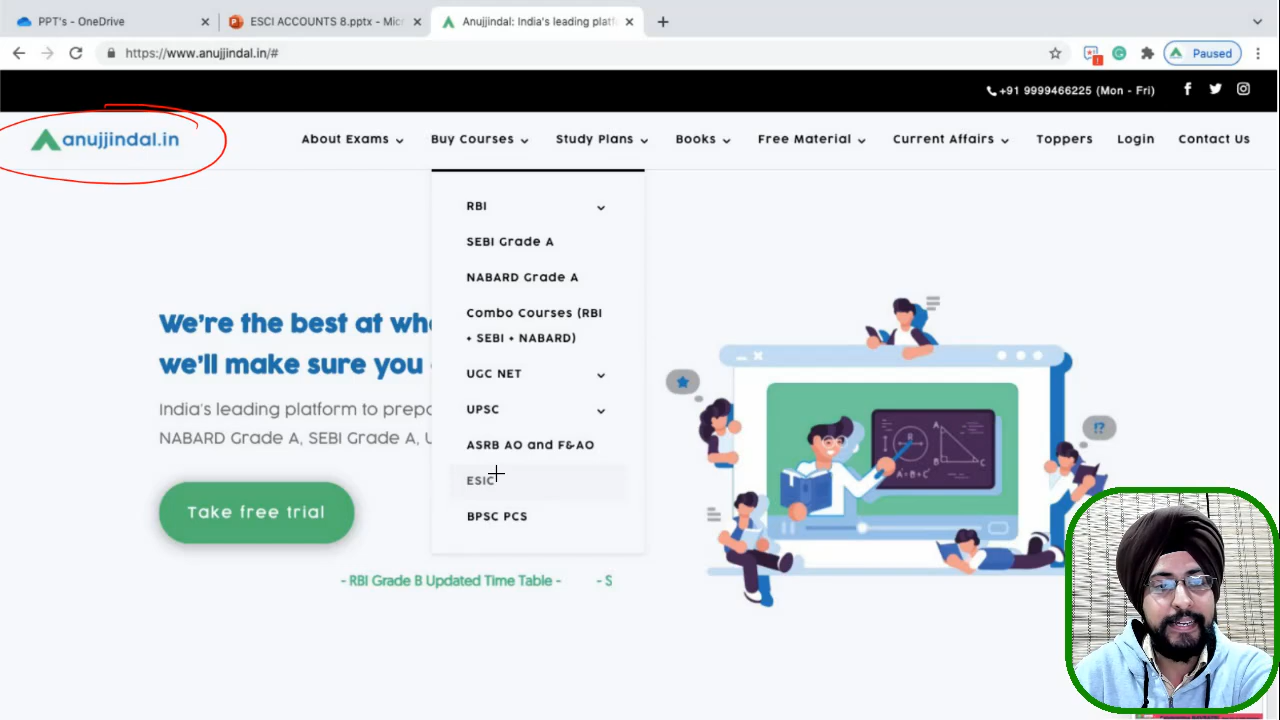 PPT's - OneDrive
ESCI ACCOUNTS 8.pptx - Mic
Anujjindal: India's leading platf
https://www.anujjindal.in/#
Paused
+91 9999466225 (Mon - Fri)
anujjindal.in
About Exams
Buy Courses
Study Plans
Books
Free Material
Current Affairs
Toppers
Login
Contact Us
RBI
SEBI Grade A
NABARD Grade A
Combo Courses (RBI
+ SEBI + NABARD)
UGC NET
UPSC
ASRB AO and F&AO
ESIC
BPSC PCS
We're the best at wh
we'll make sure you
India's leading platform to prep
NABARD Grade A, SEBI Grade A, U
Take free trial
- RBI Grade B Updated Time Table -
- S
A
B
C
A²+B²=C²
!?